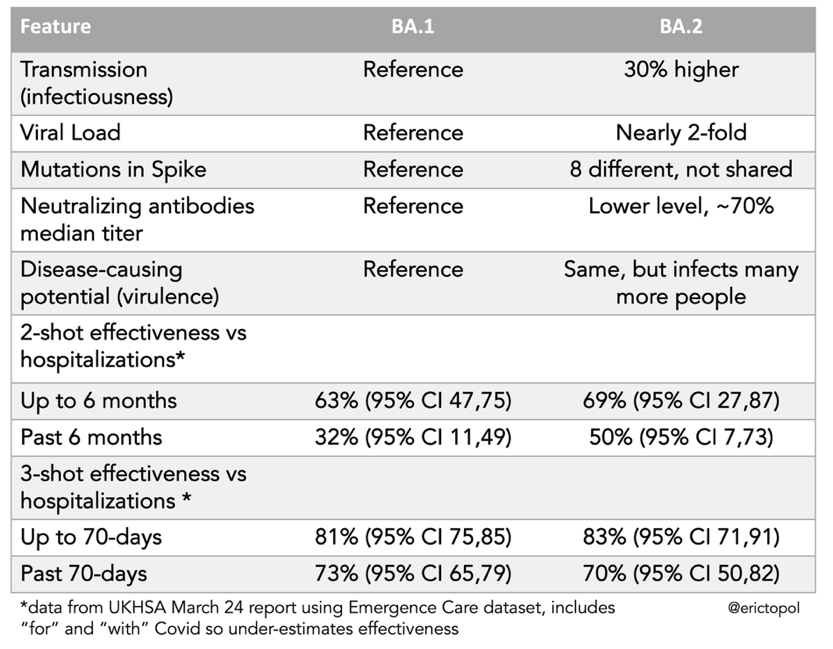 Feature BA.1 BA.2
Transmission Reference 30% higher
(infectiousness)
Viral Load Reference Nearly 2-fold
Mutations in Spike Reference 8 different, not shared
Neutralizing antibodies Reference Lower level, ~70%
median titer
Disease-causing Reference Same, but infects many
potential (virulence) more people
2-shot effectiveness vs
hospitalizations*
Up to 6 months 63% (95% CI 47,75) 69% (95% CI 27,87)
Past 6 months 32% (95% CI 11,49) 50% (95% CI 7,73)
3-shot effectiveness vs
hospitalizations *
Up to 70-days 81% (95% CI 75,85) 83% (95% CI 71,91)
Past 70-days 73% (95% CI 65,79) 70% (95% CI 50,82)
*data from UKHSA March 24 report using Emergence Care dataset, includes @erictopol
“for” and “with” Covid so under-estimates effectiveness